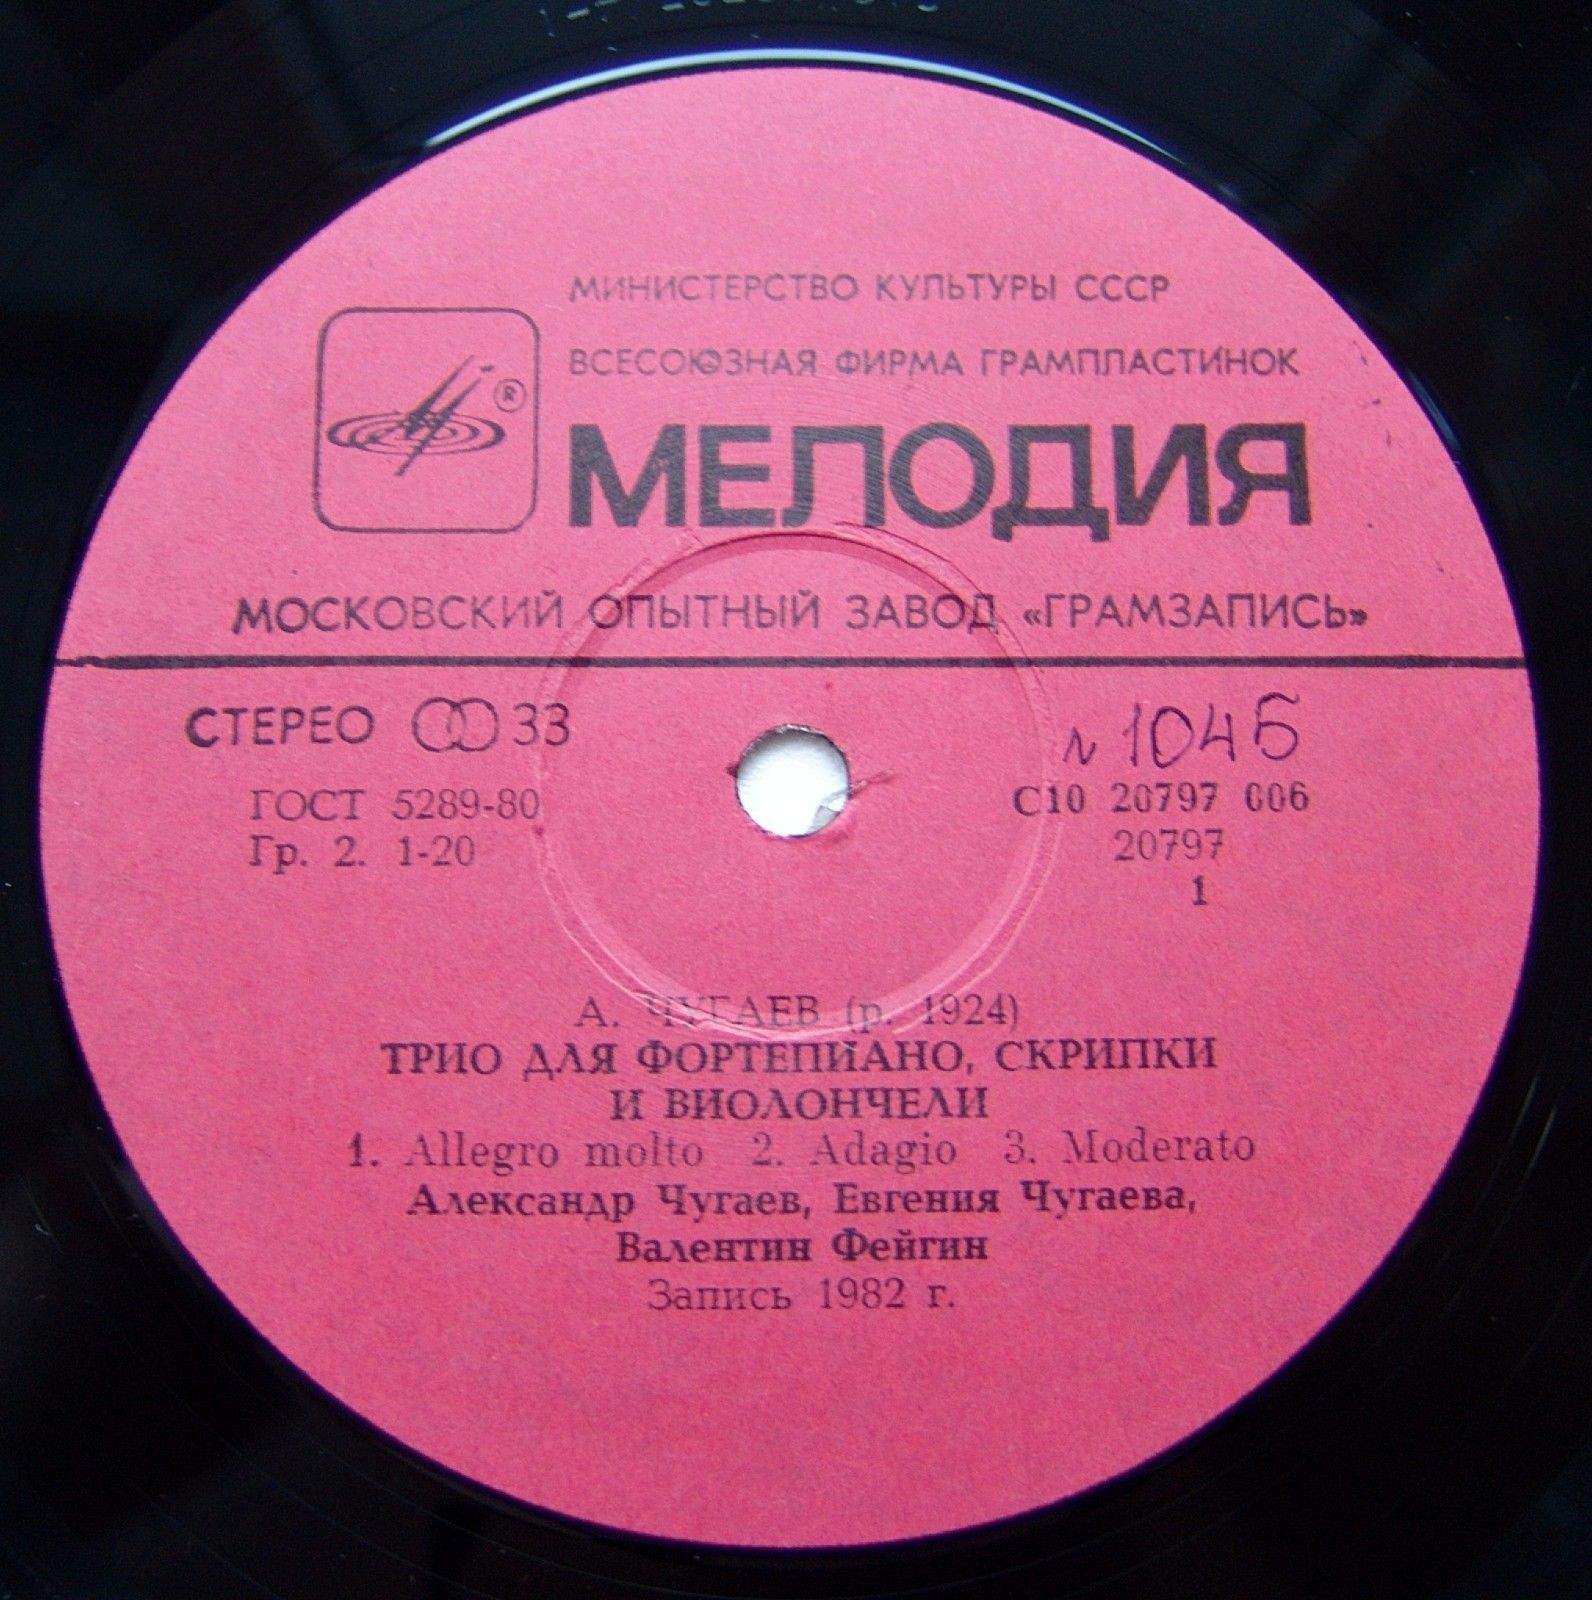 МИНИСТЕРСТВО КУЛЬТУРЫ СССР
ВСЕСОЮЗНАЯ ФИРМА ГРАМПЛАСТИНОК
®
МЕЛОДИЯ
МОСКОВСКИЙ ОПЫТНЫЙ ЗАВОД «ГРАМЗАПИСЬ»
СТЕРЕО 33
1045
ГОСТ 5289-80
С10 20797 006
Гр. 2. 1-20
20797
1
А. ЧУГАЕВ (р. 1924)
ТРИО ДЛЯ ФОРТЕПИАНО, СКРИПКИ
И ВИОЛОНЧЕЛИ
1. Allegro molto 2. Adagio 3. Moderato
Александр Чугаев, Евгения Чугаева,
Валентин Фейгин
Запись 1982 г.